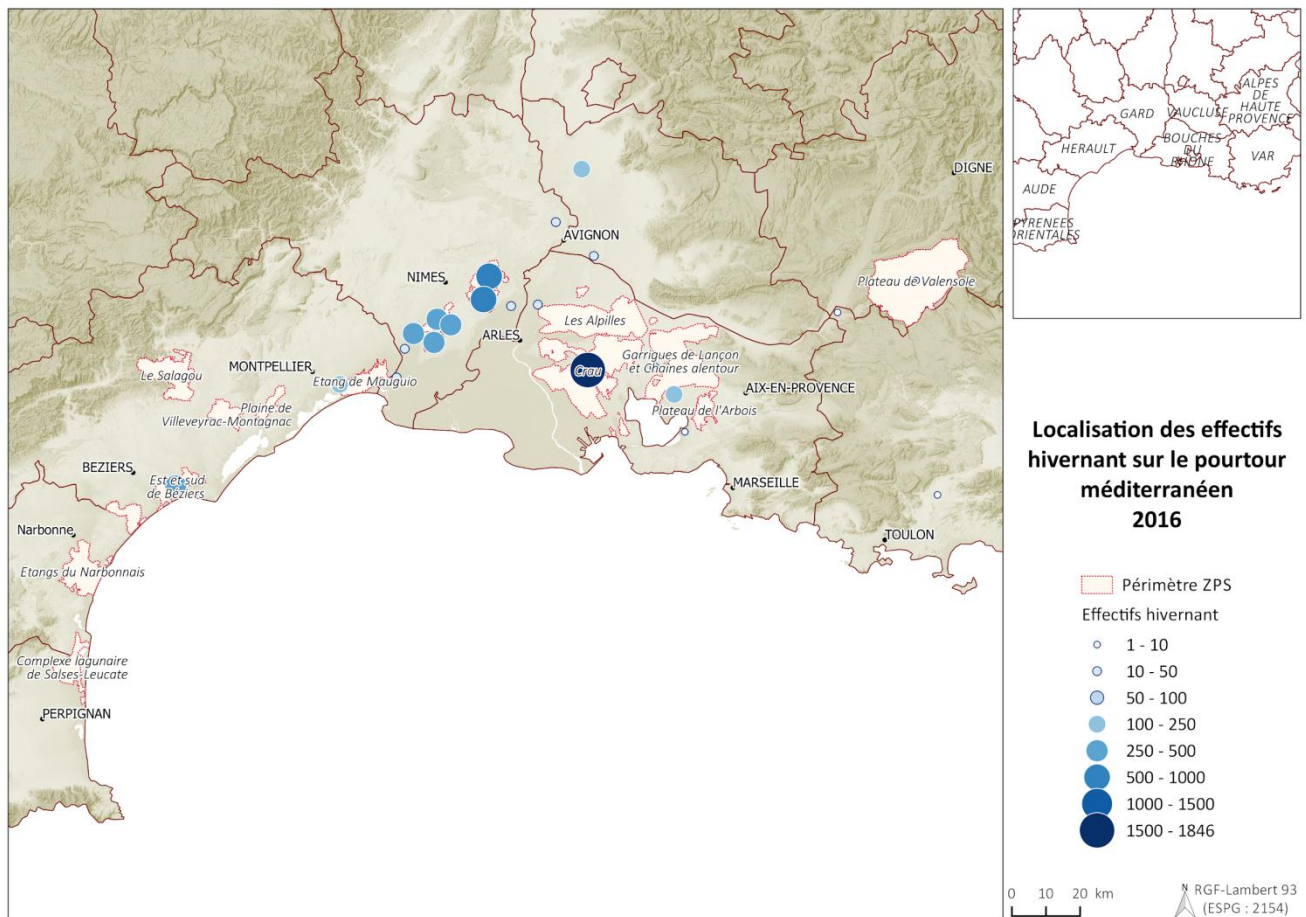 DIGNE
AVIGNON
Plateau de Valensole
NIMES
Les Alpilles
ARLES
MONTPELLIER
Garrigues de Lançon
et Chaines alentour
Le Salagou
Etang de Mauguio
Crau
AIX-EN-PROVENCE
Plaine de
Villeveyrac-Montagnac
Plateau de l'Arbois
BEZIERS
Est et sud
de Béziers
MARSEILLE
Narbonne
TOULON
Etangs du Narbonnais
Complexe lagunaire
de Salses-Leucate
PERPIGNAN
ALPES
DE
HAUTE
PROVENCE
GARD
VAUCLUSE
BOUCHES
DU
RHÔNE
HERAULT
VAR
AUDE
PYRENEES
ORIENTALES
Localisation des effectifs
hivernant sur le pourtour
méditerranéen
2016
Périmètre ZPS
Effectifs hivernant
1 - 10
10 - 50
50 - 100
100 - 250
250 - 500
500 - 1000
1000 - 1500
1500 - 1846
0 10 20 km
N
RGF-Lambert 93
(ESPG : 2154)